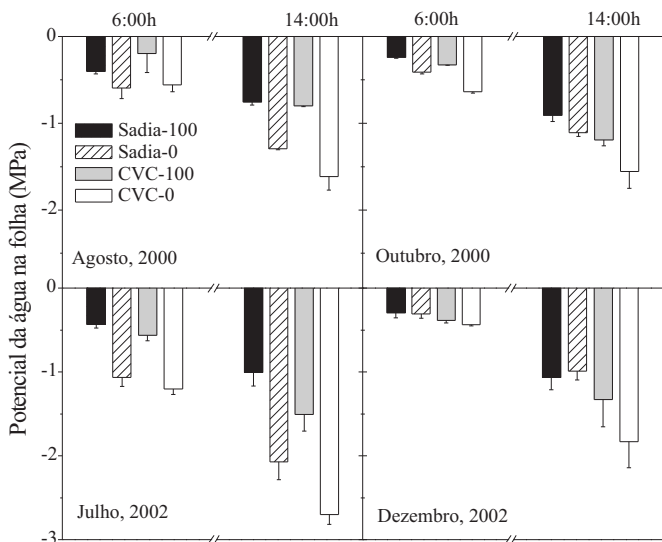 6:00h 14:00h 6:00h 14:00h
0
-1
-2
Sadia-100
Sadia-0
CVC-100
CVC-0
Agosto, 2000
Outubro, 2000
0
-1
-2
-3
Julho, 2002
Dezembro, 2002
Potencial da água na folha (MPa)